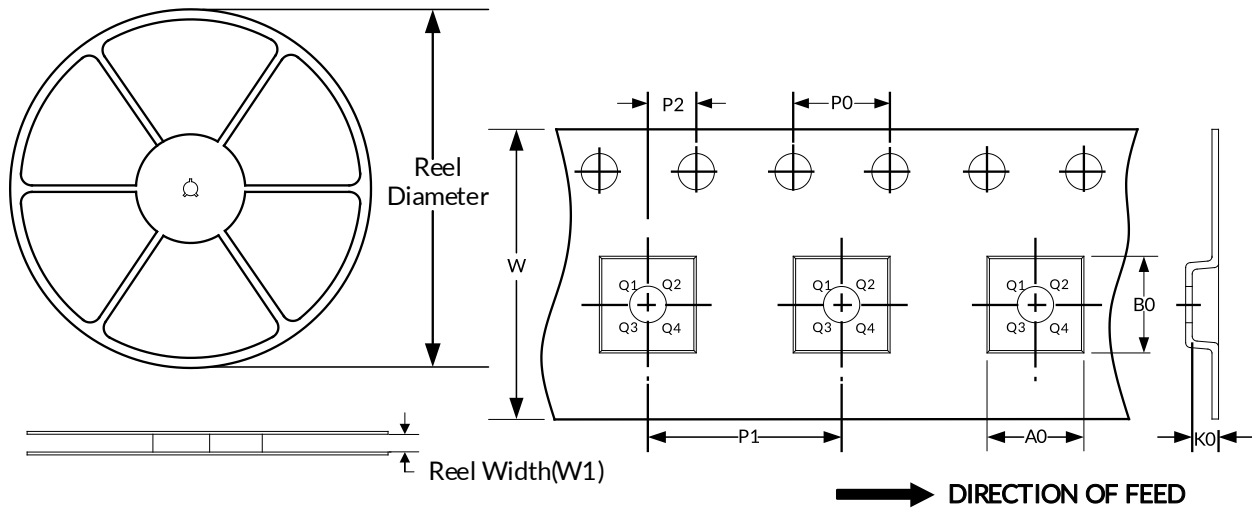 P2
P0
Reel
Diameter
W
Q1 Q2
Q3 Q4
Q1 Q2
Q3 Q4
Q1 Q2
Q3 Q4
B0
P1
A0
K0
Reel Width(W1)
DIRECTION OF FEED